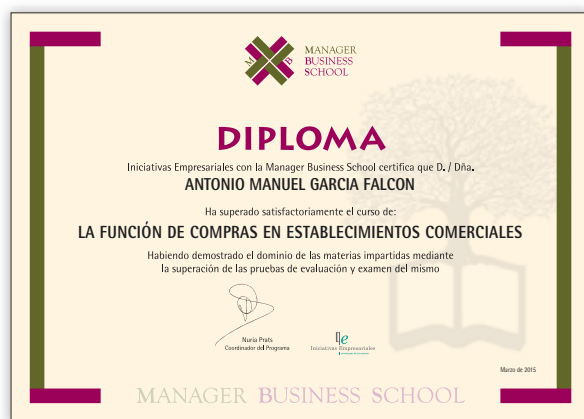 M B
MANAGER
BUSINESS
SCHOOL
DIPLOMA
Iniciativas Empresariales con la Manager Business School certifica que D. / Dña.
ANTONIO MANUEL GARCIA FALCON
Ha superado satisfactoriamente el curso de:
LA FUNCIÓN DE COMPRAS EN ESTABLECIMIENTOS COMERCIALES
Habiendo demostrado el dominio de las materias impartidas mediante
la superación de las pruebas de evaluación y examen del mismo
Nuria Prats
Coordinador del Programa
Ile
Iniciativas Empresariales
Marzo de 2015
MANAGER BUSINESS SCHOOL